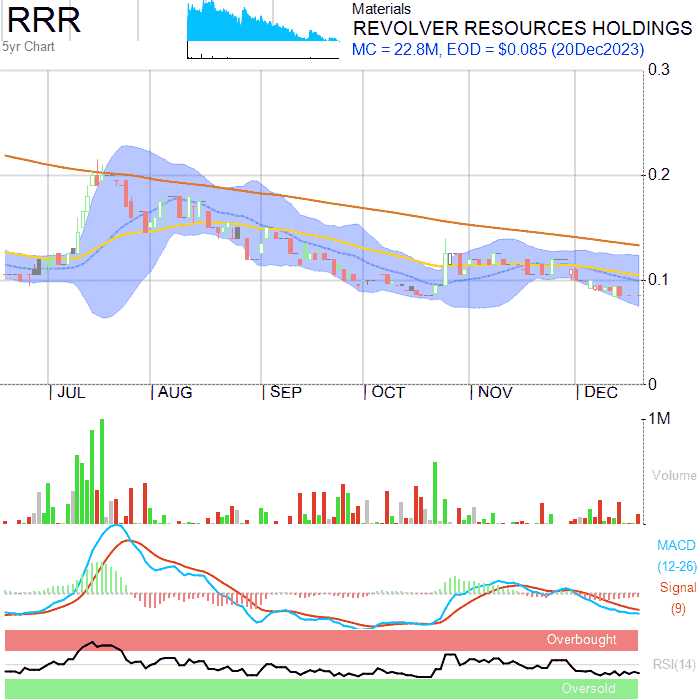 RRR
5yr Chart
Materials
REVOLVER RESOURCES HOLDINGS
MC = 22.8M, EOD = $0.085 (20Dec2023)
0.3
0.2
0.1
0
JUL
AUG
SEP
OCT
NOV
DEC
1M
Volume
MACD
(12-26)
Signal
(9)
Overbought
RSI(14)
Oversold